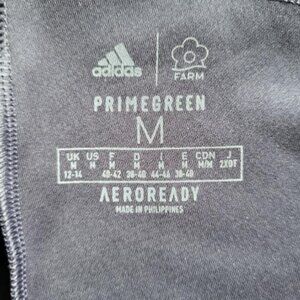 adidas FARM
PRIMEGREEN
M
UK US F D I E CDN J
M M M M M M M/M 2XOT
12-14 40-42 38-40 44-46 38-40
AEROREADY
MADE IN PHILIPPINES